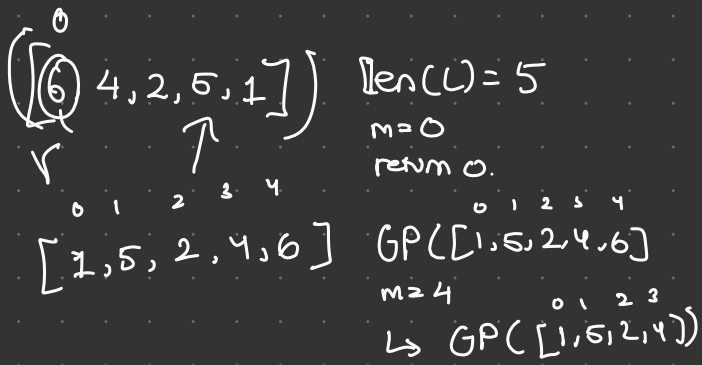 0
([6 4,2,5,1])
r
0 1 2 3 4
[1,5,2,4,6]
len(L)=5
m=0
return 0.
0 1 2 3 4
GP([1,5,2,4,6]
m=4
0 1 2 3
↳ GP([1,5,2,4])